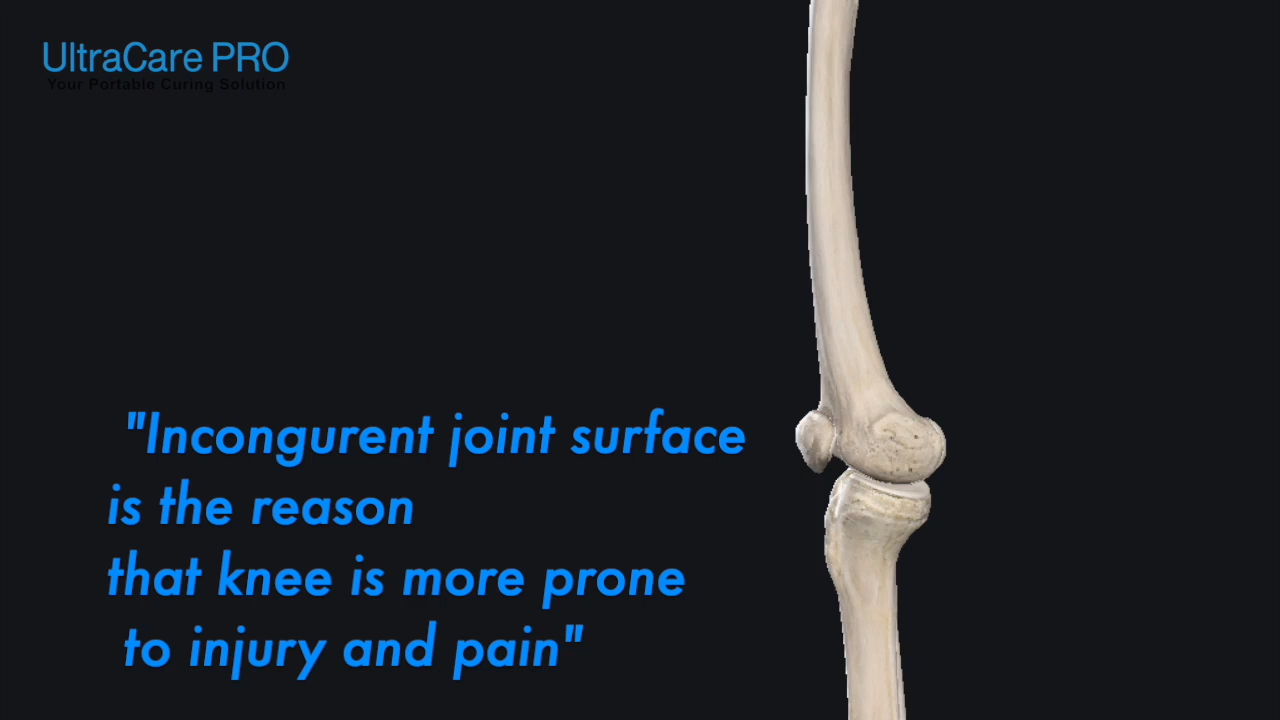 UltraCare PRO
Your Portable Curing Solution
"Incongurent joint surface
is the reason
that knee is more prone
to injury and pain"